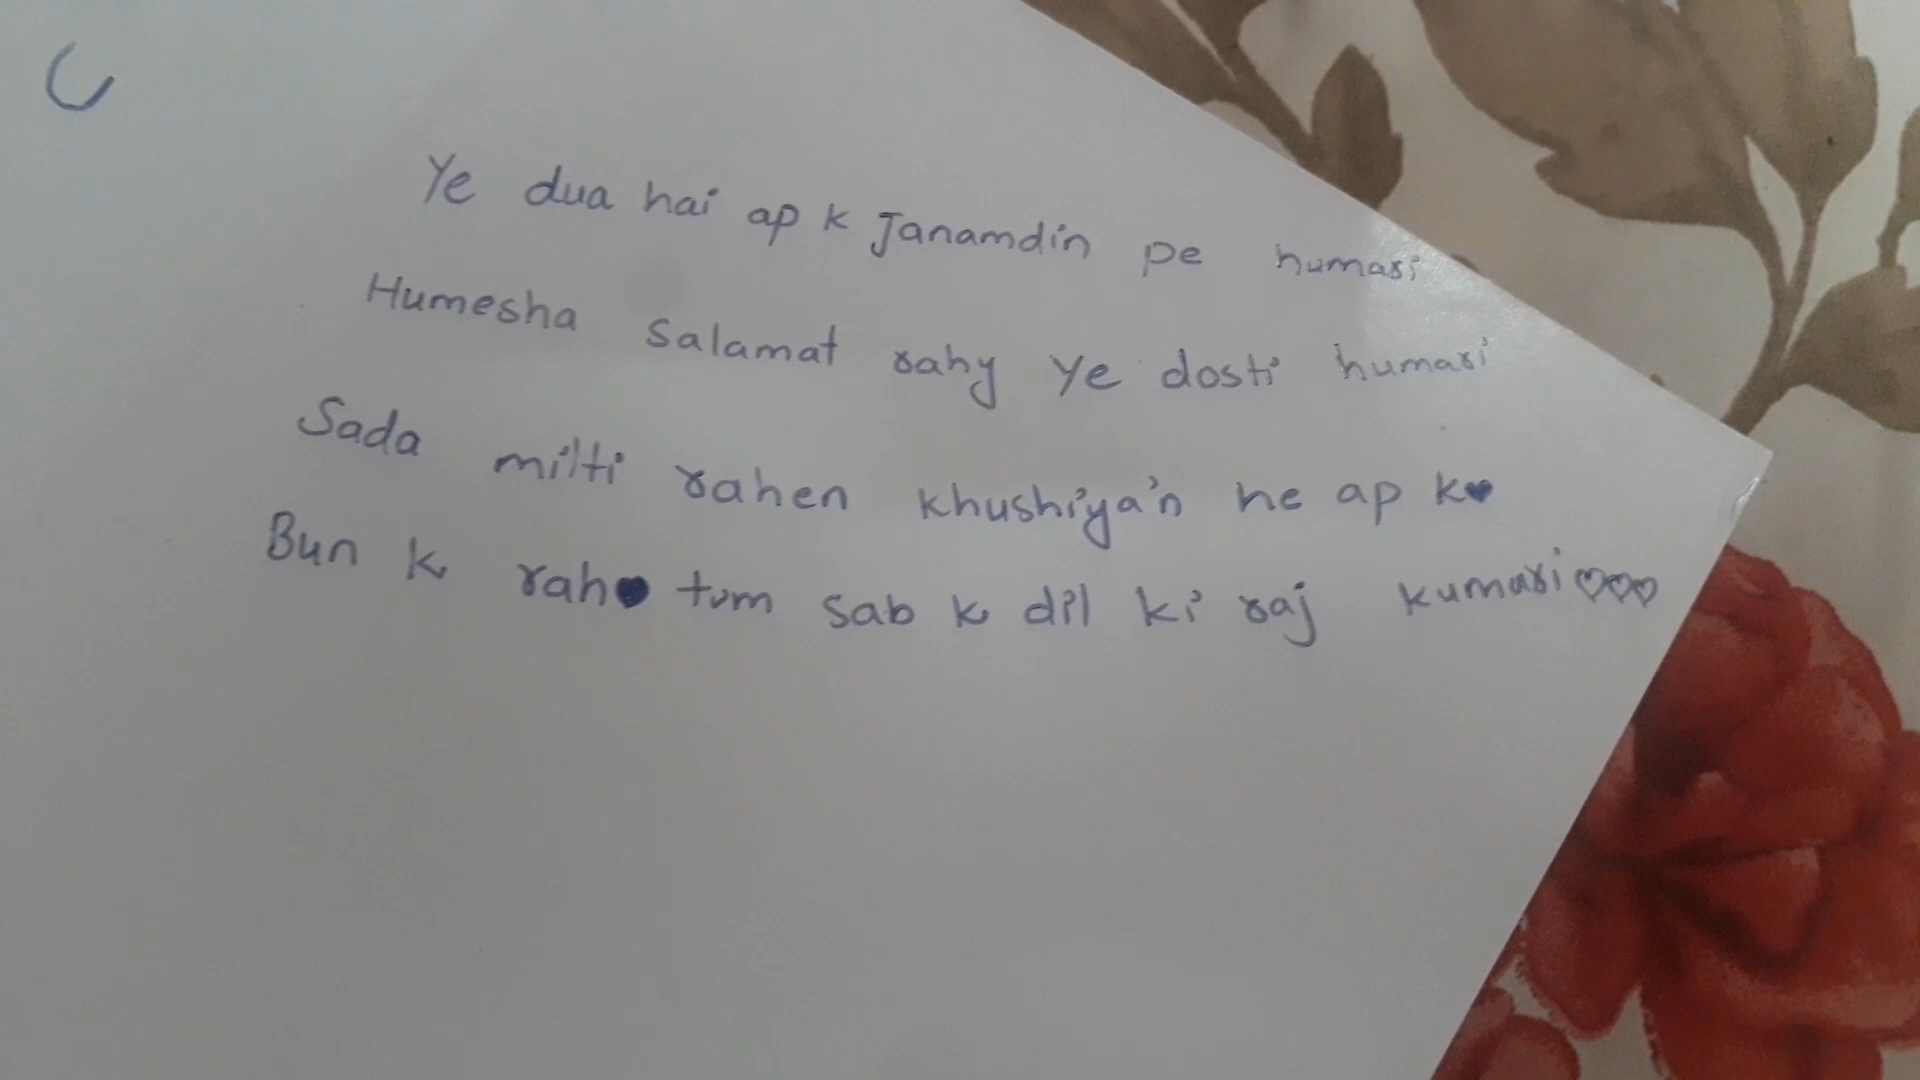 Ye dua hai ap k Janamdin pe humari
Humesha Salamat rahy ye dosti humari
Sada milti rahen khushiya'n he ap ko
Bun k raho tum sab k dil ki raj kumari ♡♡♡